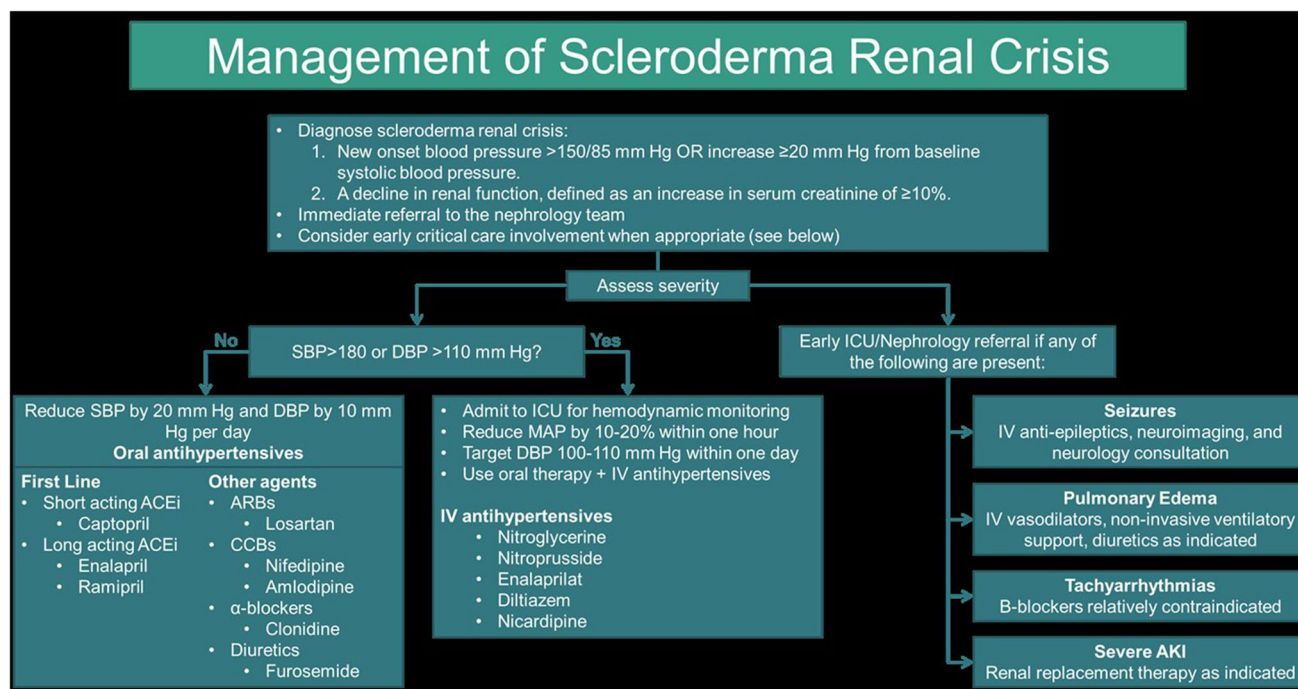 Management of Scleroderma Renal Crisis
• Diagnose scleroderma renal crisis:
1. New onset blood pressure >150/85 mm Hg OR increase ≥20 mm Hg from baseline
systolic blood pressure.
2. A decline in renal function, defined as an increase in serum creatinine of ≥10%.
• Immediate referral to the nephrology team
• Consider early critical care involvement when appropriate (see below)
Assess severity
No
SBP>180 or DBP >110 mm Hg?
Yes
Reduce SBP by 20 mm Hg and DBP by 10 mm
Hg per day
Oral antihypertensives
First Line
• Short acting ACEi
• Captopril
• Long acting ACEi
• Enalapril
• Ramipril
Other agents
• ARBs
• Losartan
• CCBs
• Nifedipine
• Amlodipine
• α-blockers
• Clonidine
• Diuretics
• Furosemide
• Admit to ICU for hemodynamic monitoring
• Reduce MAP by 10-20% within one hour
• Target DBP 100-110 mm Hg within one day
• Use oral therapy + IV antihypertensives
IV antihypertensives
• Nitroglycerine
• Nitroprusside
• Enalaprilat
• Diltiazem
• Nicardipine
Early ICU/Nephrology referral if any of
the following are present:
Seizures
IV anti-epileptics, neuroimaging, and
neurology consultation
Pulmonary Edema
IV vasodilators, non-invasive ventilatory
support, diuretics as indicated
Tachyarrhythmias
B-blockers relatively contraindicated
Severe AKI
Renal replacement therapy as indicated